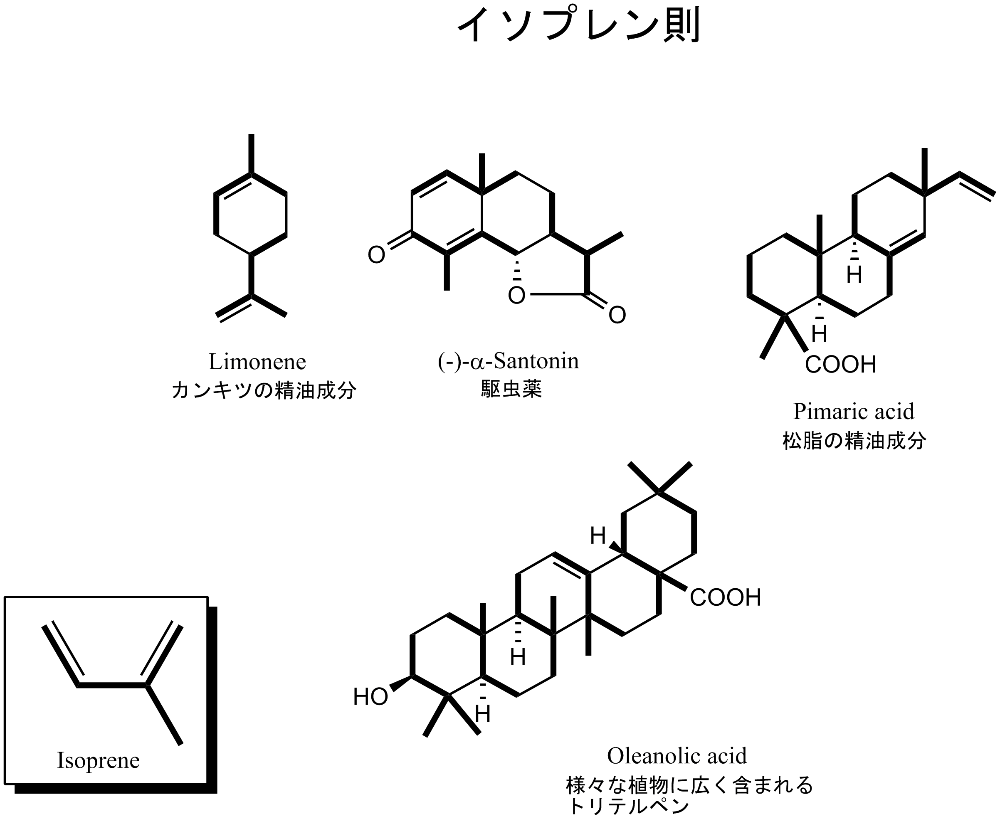 イソプレン則
O
O
O
H
H
COOH
Limonene
カンキツの精油成分
(-)-α-Santonin
駆虫薬
Pimaric acid
松脂の精油成分
H
COOH
H
HO
H
Isoprene
Oleanolic acid
様々な植物に広く含まれる
トリテルペン